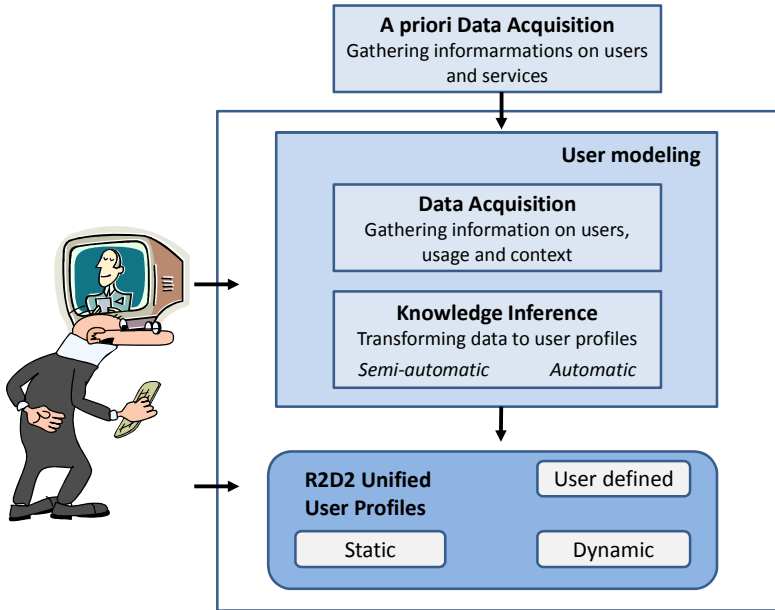 A priori Data Acquisition
Gathering informarmations on users
and services
User modeling
Data Acquisition
Gathering information on users,
usage and context
Knowledge Inference
Transforming data to user profiles
Semi-automatic Automatic
R2D2 Unified
User Profiles
User defined
Static
Dynamic